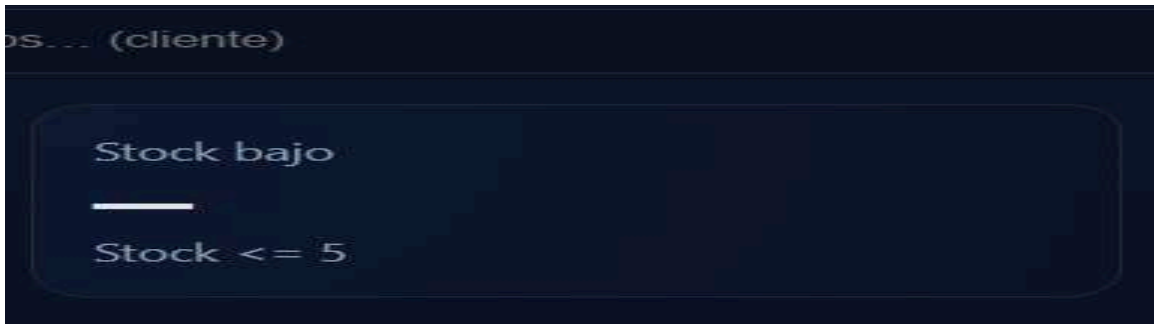 ... (cliente)
Stock bajo
—
Stock <= 5